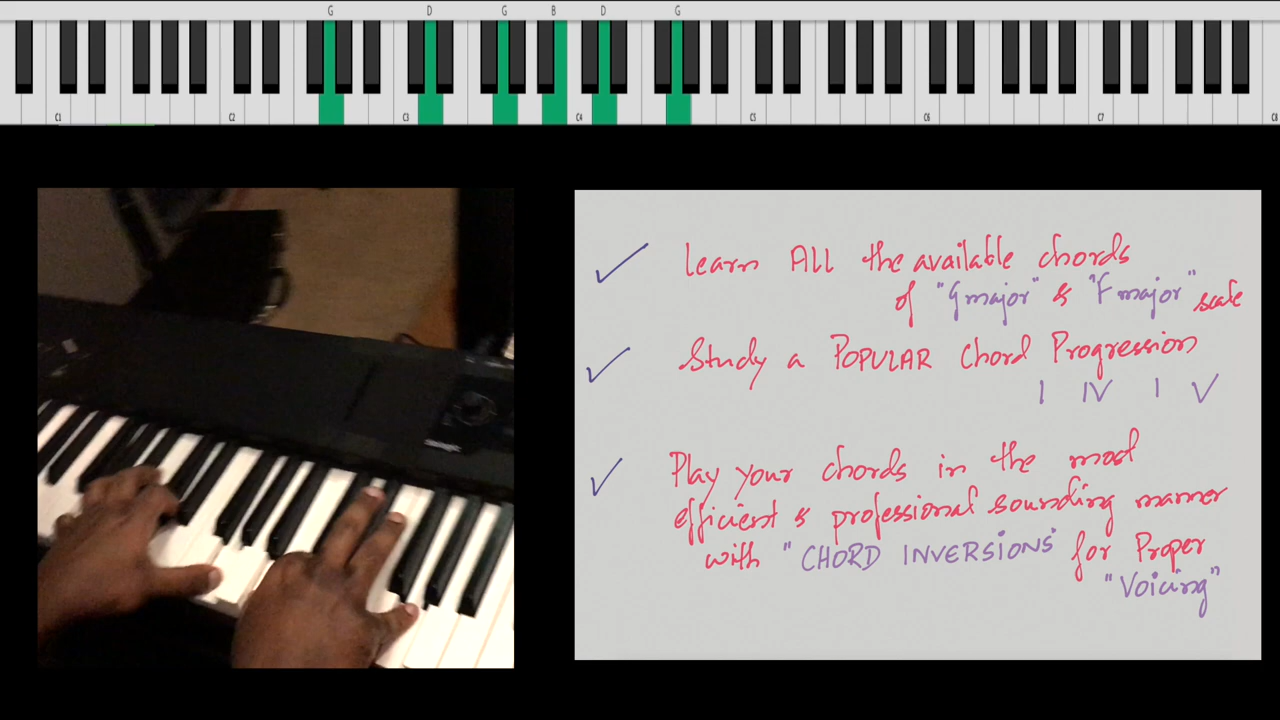 G D G B D G
C1 C2 C3 C4 C5 C6 C7 C8
Learn ALL the available chords
of "G major" & "F major" scale
Study a POPULAR Chord Progression
I IV I V
Play your chords in the most
efficient & professional sounding manner
with "CHORD INVERSIONS" for Proper
"Voicing"